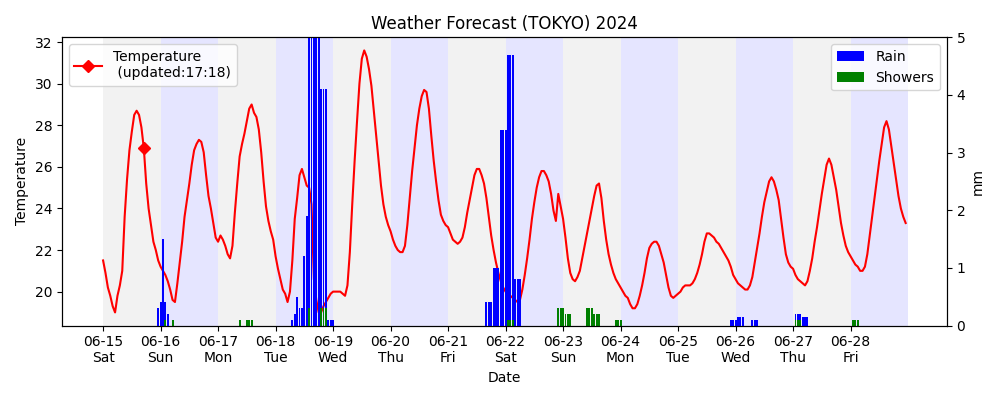 Weather Forecast (TOKYO) 2024
Temperature
(updated:17:18)
Rain
Showers
Temperature
32
30
28
26
24
22
20
5
4
3
2
1
0
mm
06-15 06-16 06-17 06-18 06-19 06-20 06-21 06-22 06-23 06-24 06-25 06-26 06-27 06-28
Sat Sun Mon Tue Wed Thu Fri Sat Sun Mon Tue Wed Thu Fri
Date